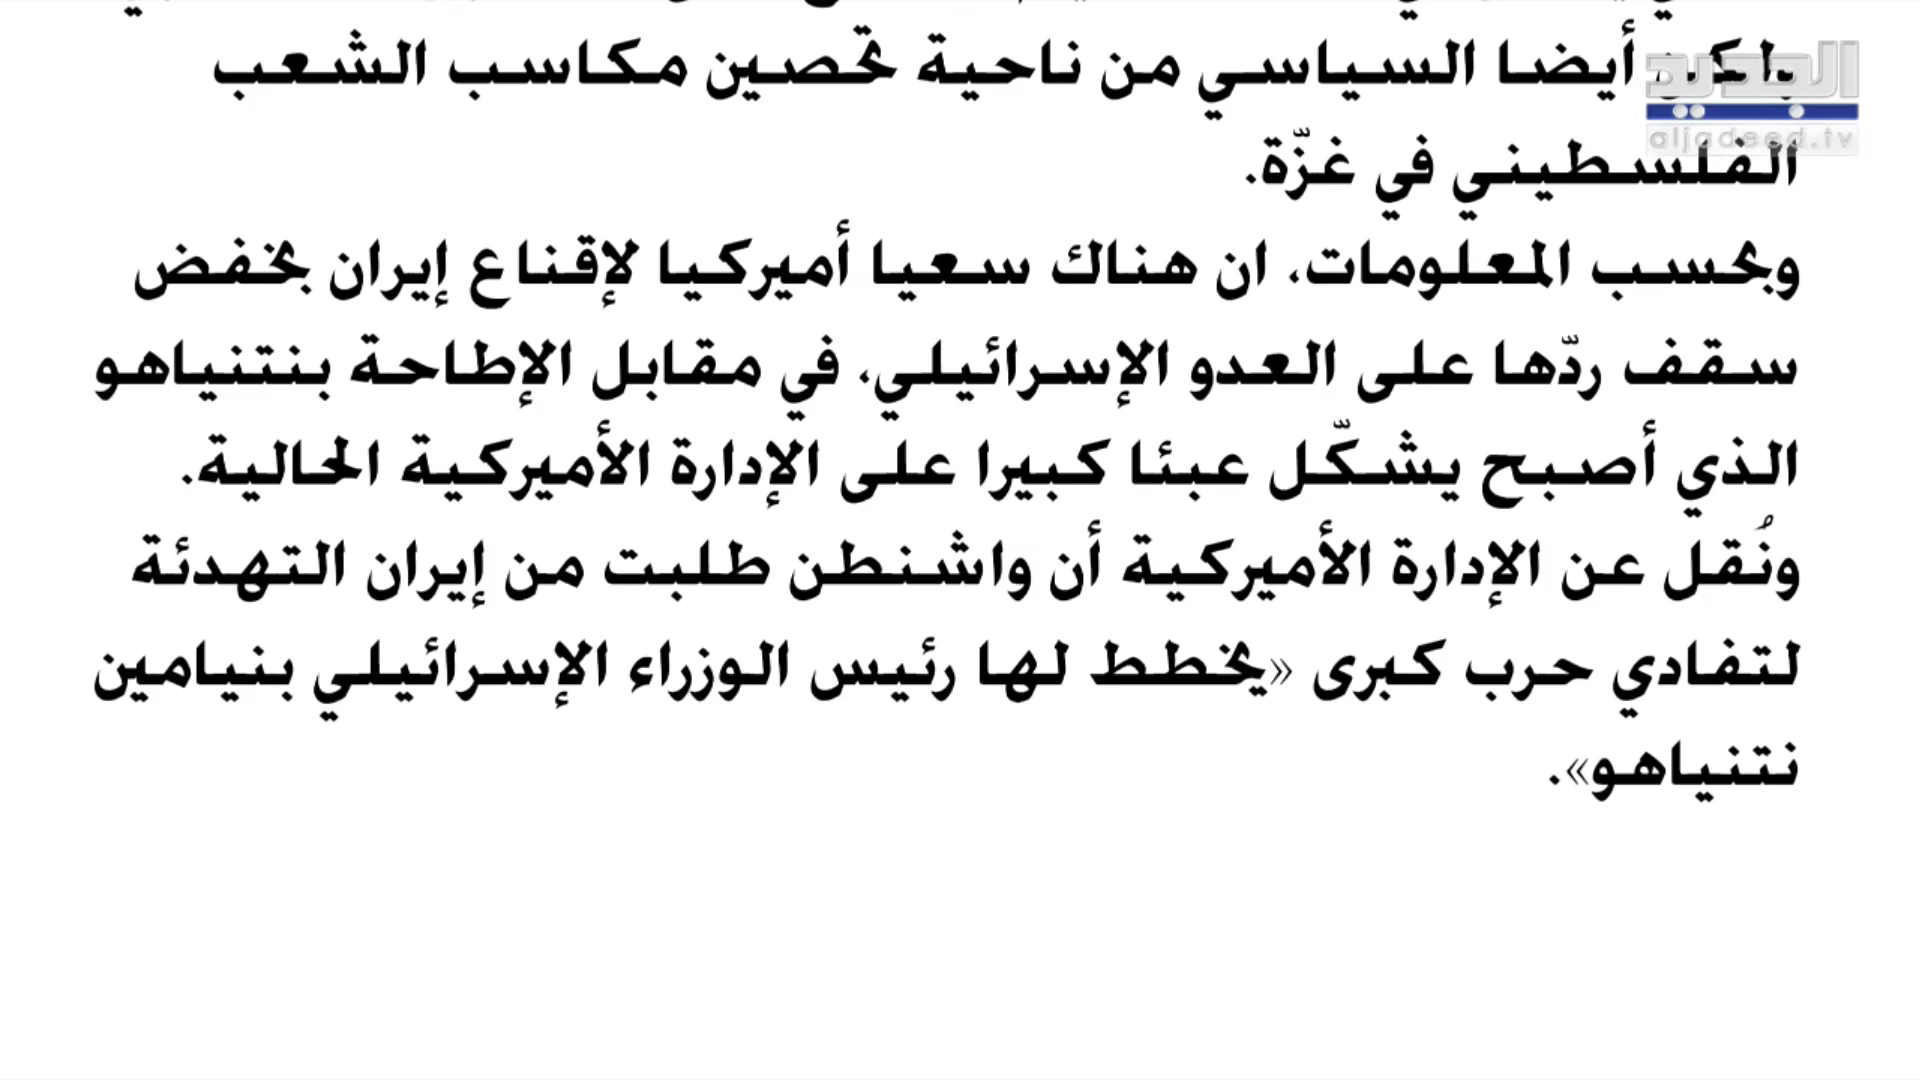 أيضا السياسي من ناحية تحصين مكاسب الشعب
الجديد
aljadeed.tv
الفلسطيني في غزّة.
وبحسب المعلومات، ان هناك سعيا أميركيا لإقناع إيران بخفض
سقف ردّها على العدو الإسرائيلي، في مقابل الإطاحة بنتنياهو
الذي أصبح يشكّل عبئا كبيرا على الإدارة الأميركية الحالية.
ونُقل عن الإدارة الأميركية أن واشنطن طلبت من إيران التهدئة
لتفادي حرب كبرى «يخطط لها رئيس الوزراء الإسرائيلي بنيامين
نتنياهو».